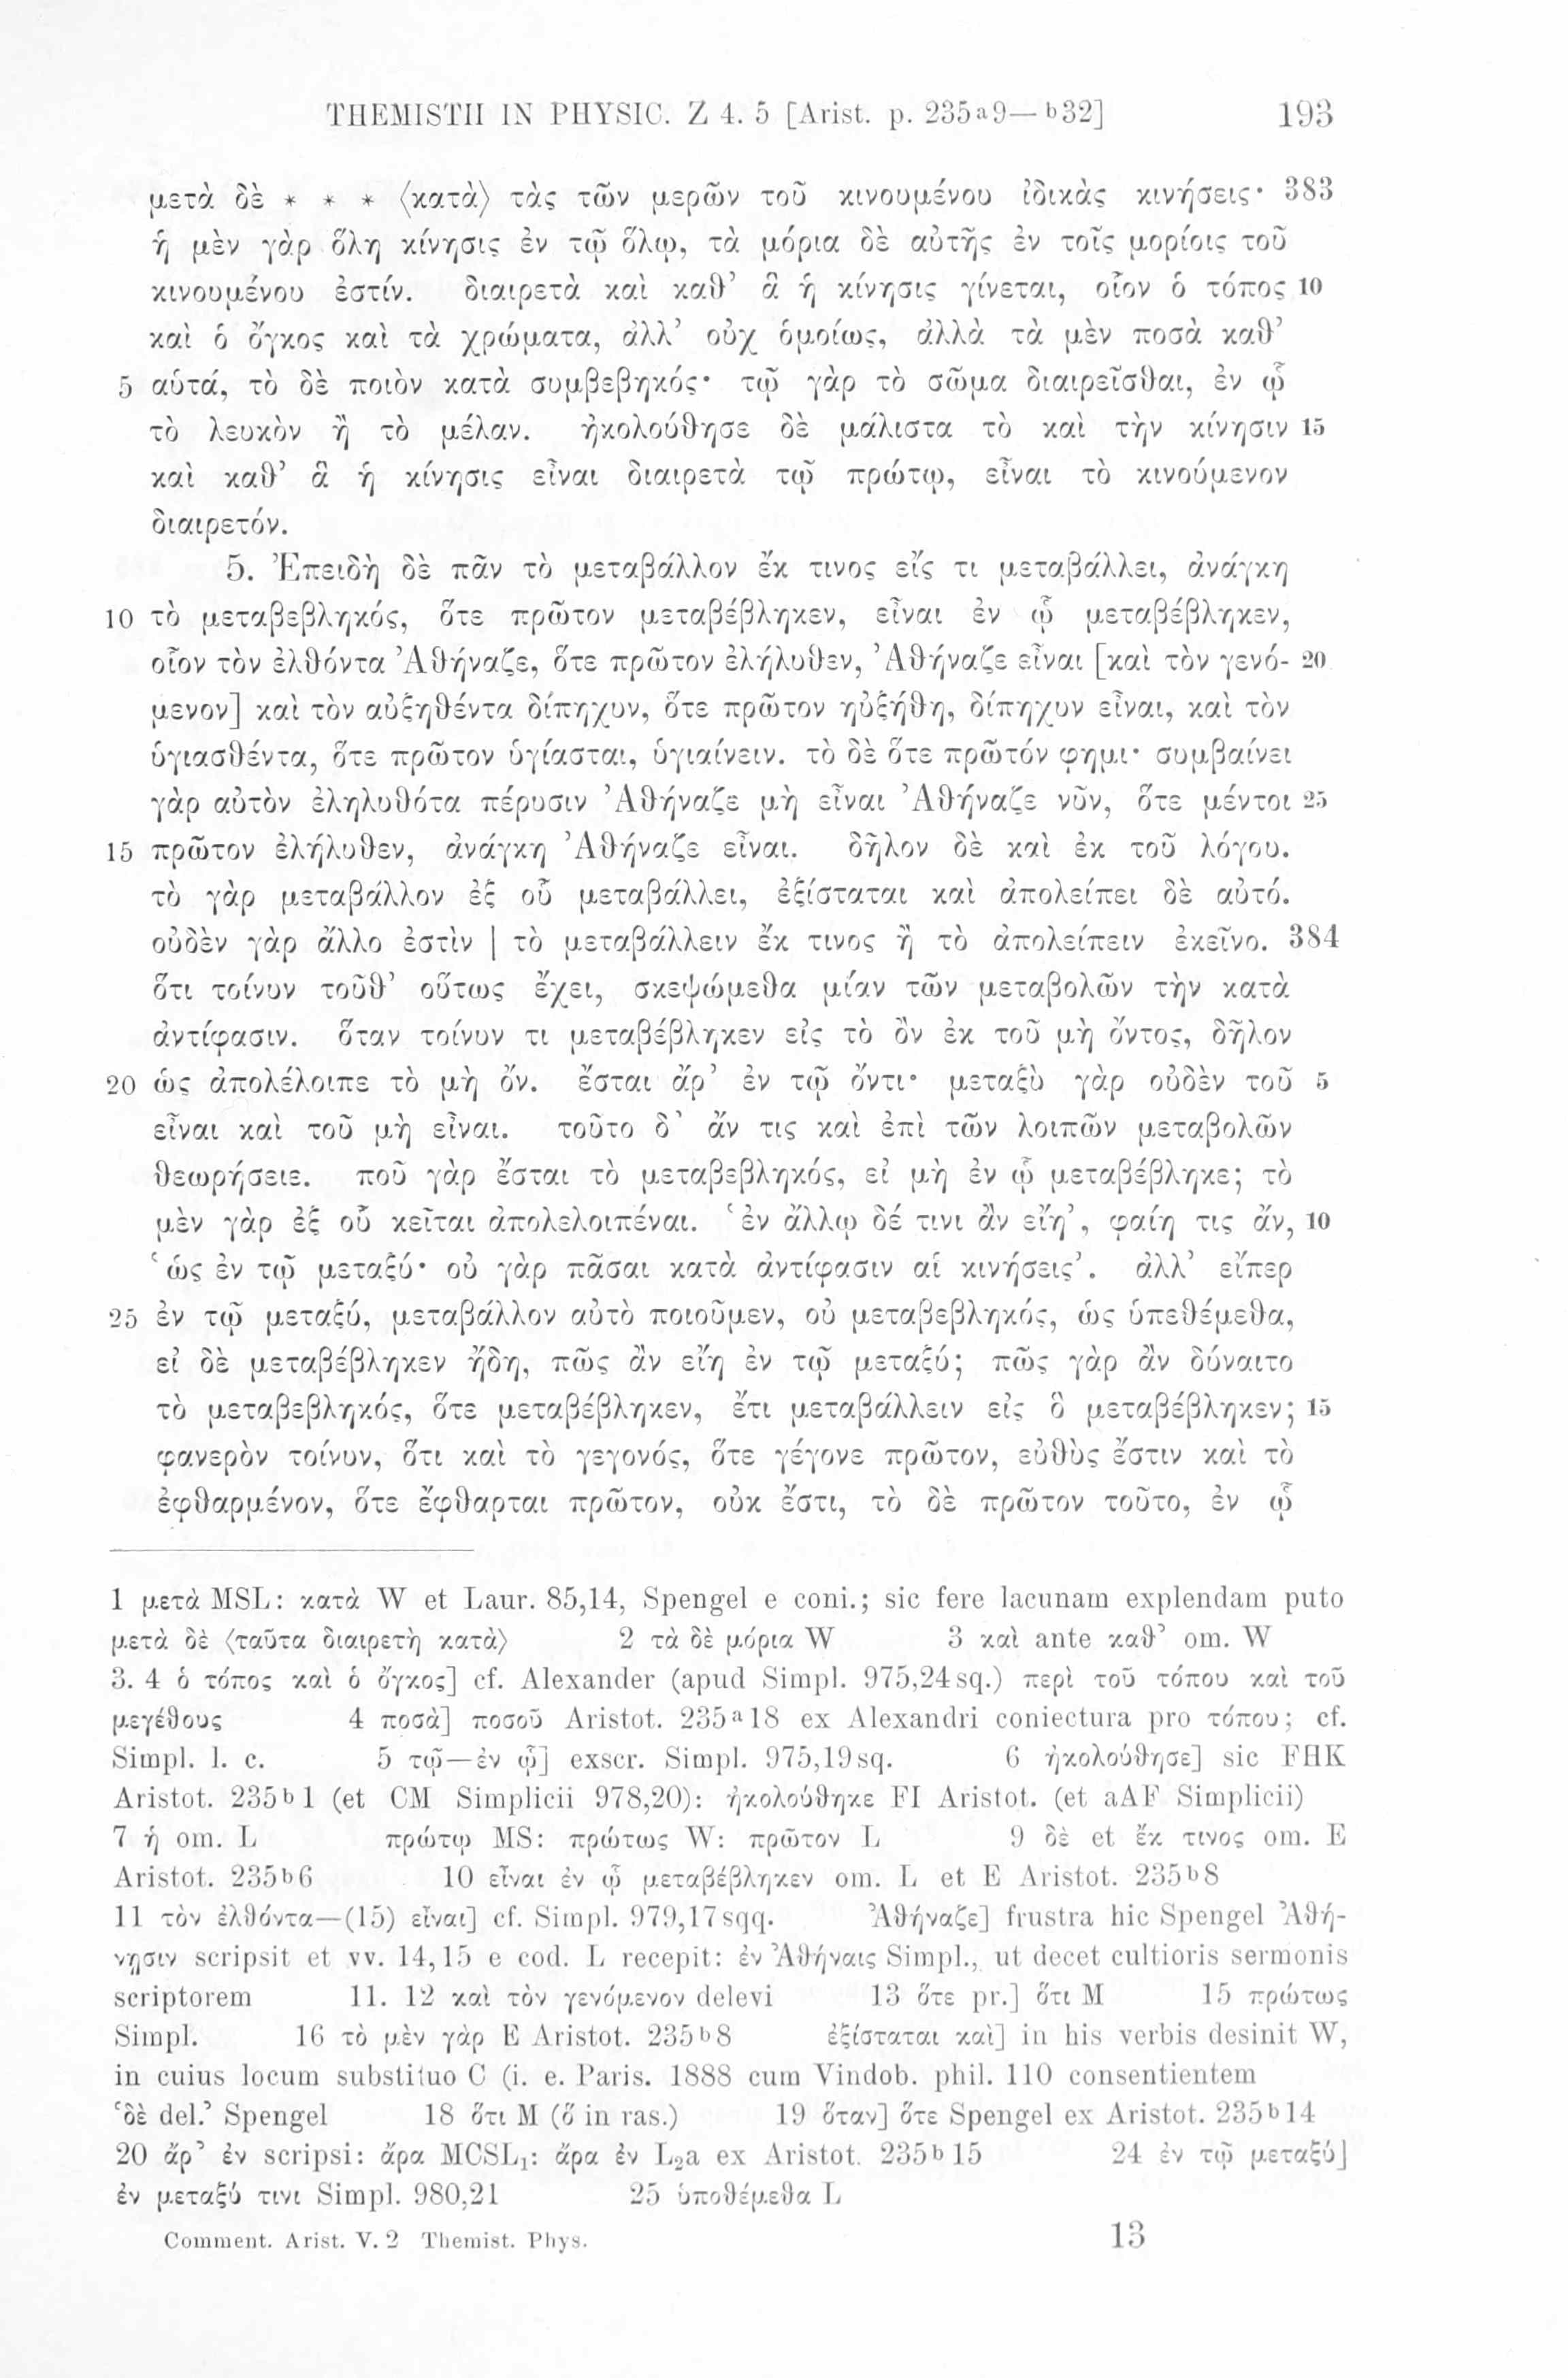 THEMISTII IN PHYSIC. Z 4. 5 [Arist. p. 235a9— b32] 193
μετὰ δὲ * * * ⟨κατὰ⟩ τὰς τῶν μερῶν τοῦ κινουμένου ἰδικὰς κινήσεις· 383
ἡ μὲν γὰρ ὅλη κίνησις ἐν τῷ ὅλῳ, τὰ μόρια δὲ αὐτῆς ἐν τοῖς μορίοις τοῦ
κινουμένου ἐστίν. διαιρετὰ καὶ καθ’ ἃ ἡ κίνησις γίνεται, οἷον ὁ τόπος 10
καὶ ὁ ὄγκος καὶ τὰ χρώματα, ἀλλ’ οὐχ ὁμοίως, ἀλλὰ τὰ μὲν ποσὰ καθ’
5 αὑτά, τὸ δὲ ποιὸν κατὰ συμβεβηκός· τῷ γὰρ τὸ σῶμα διαιρεῖσθαι, ἐν ᾧ
τὸ λευκὸν ἢ τὸ μέλαν. ἠκολούθησε δὲ μάλιστα τὸ καὶ τὴν κίνησιν 15
καὶ καθ’ ἃ ἡ κίνησις εἶναι διαιρετὰ τῷ πρώτῳ, εἶναι τὸ κινούμενον
διαιρετόν.
5. Ἐπειδὴ δὲ πᾶν τὸ μεταβάλλον ἔκ τινος εἴς τι μεταβάλλει, ἀνάγκη
10 τὸ μεταβεβληκός, ὅτε πρῶτον μεταβέβληκεν, εἶναι ἐν ᾧ μεταβέβληκεν,
οἷον τὸν ἐλθόντα Ἀθήναζε, ὅτε πρῶτον ἐλήλυθεν, Ἀθήναζε εἶναι [καὶ τὸν γενό- 20
μενον] καὶ τὸν αὐξηθέντα δίπηχυν, ὅτε πρῶτον ηὐξήθη, δίπηχυν εἶναι, καὶ τὸν
ὑγιασθέντα, ὅτε πρῶτον ὑγίασται, ὑγιαίνειν. τὸ δὲ ὅτε πρῶτόν φημι· συμβαίνει
γὰρ αὐτὸν ἐληλυθότα πέρυσιν Ἀθήναζε μὴ εἶναι Ἀθήναζε νῦν, ὅτε μέντοι 25
15 πρῶτον ἐλήλυθεν, ἀνάγκη Ἀθήναζε εἶναι. δῆλον δὲ καὶ ἐκ τοῦ λόγου.
τὸ γὰρ μεταβάλλον ἐξ οὗ μεταβάλλει, ἐξίσταται καὶ ἀπολείπει δὲ αὐτό.
οὐδὲν γὰρ ἄλλο ἐστὶν | τὸ μεταβάλλειν ἔκ τινος ἢ τὸ ἀπολείπειν ἐκεῖνο. 384
ὅτι τοίνυν τοῦθ’ οὕτως ἔχει, σκεψώμεθα μίαν τῶν μεταβολῶν τὴν κατὰ
ἀντίφασιν. ὅταν τοίνυν τι μεταβέβληκεν εἰς τὸ ὂν ἐκ τοῦ μὴ ὄντος, δῆλον
20 ὡς ἀπολέλοιπε τὸ μὴ ὄν. ἔσται ἄρ’ ἐν τῷ ὄντι· μεταξὺ γὰρ οὐδὲν τοῦ 5
εἶναι καὶ τοῦ μὴ εἶναι. τοῦτο δ’ ἄν τις καὶ ἐπὶ τῶν λοιπῶν μεταβολῶν
θεωρήσειε. ποῦ γὰρ ἔσται τὸ μεταβεβληκός, εἰ μὴ ἐν ᾧ μεταβέβληκε; τὸ
μὲν γὰρ ἐξ οὗ κεῖται ἀπολελοιπέναι. ‘ἐν ἄλλῳ δέ τινι ἂν εἴη’, φαίη τις ἄν, 10
‘ὡς ἐν τῷ μεταξύ· οὐ γὰρ πᾶσαι κατὰ ἀντίφασιν αἱ κινήσεις’. ἀλλ’ εἴπερ
25 ἐν τῷ μεταξύ, μεταβάλλον αὐτὸ ποιοῦμεν, οὐ μεταβεβληκός, ὡς ὑπεθέμεθα,
εἰ δὲ μεταβέβληκεν ἤδη, πῶς ἂν εἴη ἐν τῷ μεταξύ; πῶς γὰρ ἂν δύναιτο
τὸ μεταβεβληκός, ὅτε μεταβέβληκεν, ἔτι μεταβάλλειν εἰς ὃ μεταβέβληκεν; 15
φανερὸν τοίνυν, ὅτι καὶ τὸ γεγονός, ὅτε γέγονε πρῶτον, εὐθὺς ἔστιν καὶ τὸ
ἐφθαρμένον, ὅτε ἔφθαρται πρῶτον, οὐκ ἔστι, τὸ δὲ πρῶτον τοῦτο, ἐν ᾧ
1 μετὰ MSL: κατὰ W et Laur. 85,14, Spengel e coni.; sic fere lacunam explendam puto
μετὰ δὲ ⟨ταῦτα διαιρετὴ κατὰ⟩ 2 τὰ δὲ μόρια W 3 καὶ ante καθ’ om. W
3. 4 ὁ τόπος καὶ ὁ ὄγκος] cf. Alexander (apud Simpl. 975,24sq.) περὶ τοῦ τόπου καὶ τοῦ
μεγέθους 4 ποσὰ] ποσοῦ Aristot. 235a18 ex Alexandri coniectura pro τόπου; cf.
Simpl. l. c. 5 τῷ—ἐν ᾧ] exscr. Simpl. 975,19sq. 6 ἠκολούθησε] sic FHK
Aristot. 235b1 (et CM Simplicii 978,20): ἠκολούθηκε FI Aristot. (et aAF Simplicii)
7 ἡ om. L πρώτῳ MS: πρώτως W: πρῶτον L 9 δὲ et ἔκ τινος om. E
Aristot. 235b6 10 εἶναι ἐν ᾧ μεταβέβληκεν om. L et E Aristot. 235b8
11 τὸν ἐλθόντα—(15) εἶναι] cf. Simpl. 979,17sqq. Ἀθήναζε] frustra hic Spengel Ἀθή-
νησιν scripsit et vv. 14,15 e cod. L recepit: ἐν Ἀθήναις Simpl., ut decet cultioris sermonis
scriptorem 11. 12 καὶ τὸν γενόμενον delevi 13 ὅτε pr.] ὅτι M 15 πρώτως
Simpl. 16 τὸ μὲν γὰρ E Aristot. 235b8 ἐξίσταται καὶ] in his verbis desinit W,
in cuius locum substituo C (i. e. Paris. 1888 cum Vindob. phil. 110 consentientem
‘δὲ del.’ Spengel 18 ὅτι M (ὅ in ras.) 19 ὅταν] ὅτε Spengel ex Aristot. 235b14
20 ἄρ’ ἐν scripsi: ἄρα MCSL₁: ἄρα ἐν L₂a ex Aristot. 235b15 24 ἐν τῷ μεταξύ]
ἐν μεταξύ τινι Simpl. 980,21 25 ὑποθέμεθα L
Comment. Arist. V. 2 Themist. Phys. 13